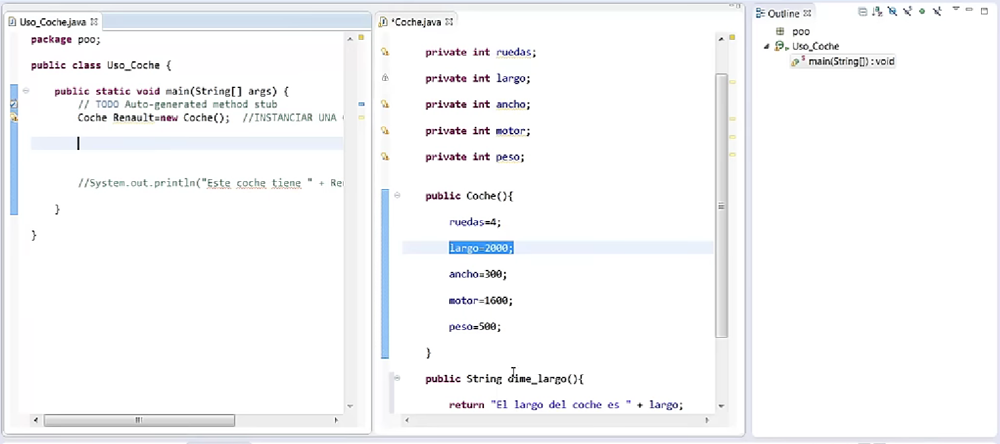 Uso_Coche.java
package poo;
public class Uso_Coche {
public static void main(String[] args) {
// TODO Auto-generated method stub
Coche Renault=new Coche(); //INSTANCIAR UNA
//System.out.println("Este coche tiene " + Re
}
}
*Coche.java
private int ruedas;
private int largo;
private int ancho;
private int motor;
private int peso;
public Coche(){
ruedas=4;
largo=2000;
ancho=300;
motor=1600;
peso=500;
}
public String dime_largo(){
return "El largo del coche es " + largo;
Outline
poo
Uso_Coche
main(String[]) : void